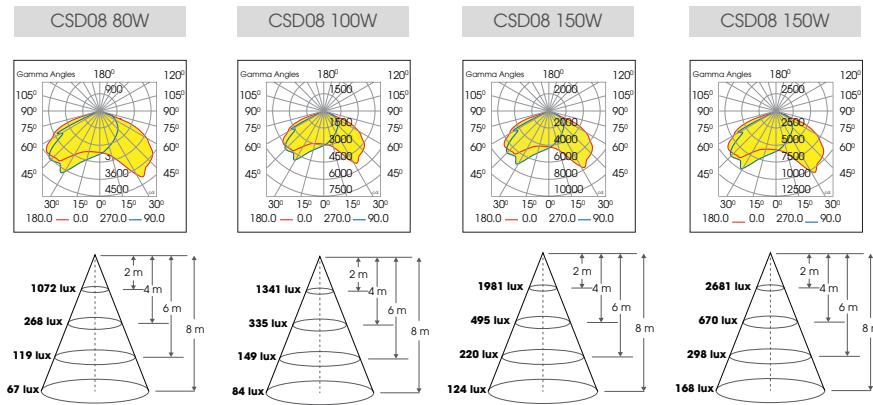 CSD08 80W
CSD08 100W
CSD08 150W
CSD08 150W
Gamma Angles 180⁰ 120⁰
105⁰ 900 105⁰
90⁰ 90⁰
75⁰ 75⁰
60⁰ 60⁰
45⁰ 3600 45⁰
4500
30⁰ 15⁰ 0⁰ 15⁰ 30⁰
180.0 0.0 270.0 90.0
Gamma Angles 180⁰ 120⁰
105⁰ 1500 105⁰
90⁰ 1500 90⁰
75⁰ 3000 75⁰
60⁰ 4500 60⁰
45⁰ 6000 45⁰
7500
30⁰ 15⁰ 0⁰ 15⁰ 30⁰
180.0 0.0 270.0 90.0
Gamma Angles 180⁰ 120⁰
105⁰ 2000 105⁰
90⁰ 2000 90⁰
75⁰ 4000 75⁰
60⁰ 6000 60⁰
45⁰ 8000 45⁰
10000
30⁰ 15⁰ 0⁰ 15⁰ 30⁰
180.0 0.0 270.0 90.0
Gamma Angles 180⁰ 120⁰
105⁰ 2500 105⁰
90⁰ 2500 90⁰
75⁰ 5000 75⁰
60⁰ 7500 60⁰
45⁰ 10000 45⁰
12500
30⁰ 15⁰ 0⁰ 15⁰ 30⁰
180.0 0.0 270.0 90.0
2 m
1072 lux 4 m
6 m
268 lux 8 m
119 lux
67 lux
2 m
1341 lux 4 m
6 m
335 lux 8 m
149 lux
84 lux
2 m
1981 lux 4 m
6 m
495 lux 8 m
220 lux
124 lux
2 m
2681 lux 4 m
6 m
670 lux 8 m
298 lux
168 lux